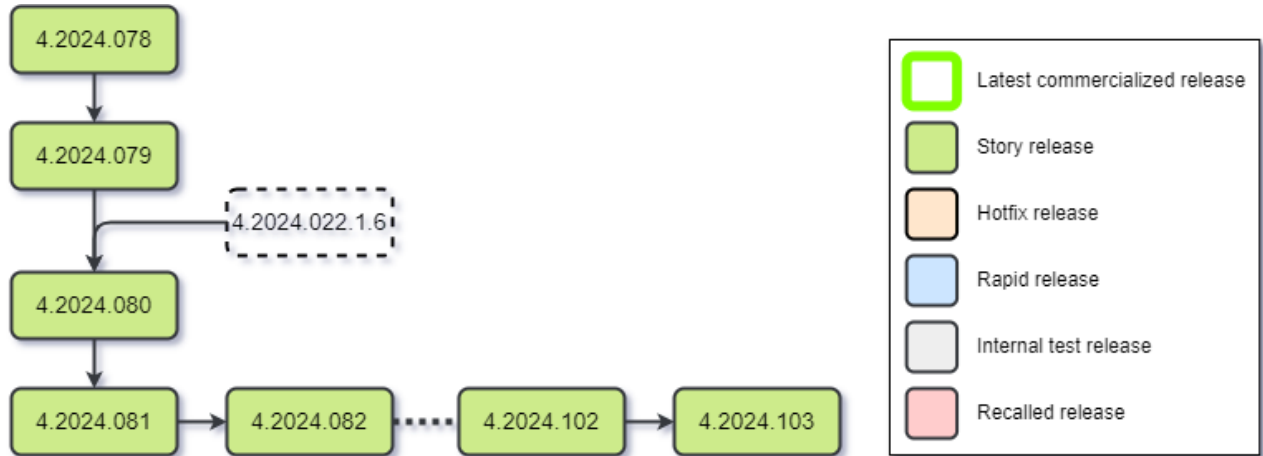 4.2024.078
4.2024.079
4.2024.022.1.6
4.2024.080
4.2024.081
4.2024.082
4.2024.102
4.2024.103
Latest commercialized release
Story release
Hotfix release
Rapid release
Internal test release
Recalled release